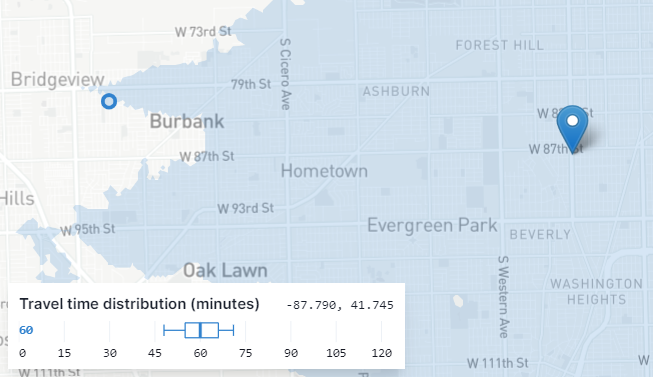 W 73rd St
FOREST HILL
S Cicero Ave
Bridgeview
79th St
ASHBURN
Burbank
W 87th St
W 87th St
Hometown
W 93rd St
W 95th St
Evergreen Park
BEVERLY
Oak Lawn
S Western Ave
WASHINGTON
HEIGHTS
Travel time distribution (minutes)
-87.790, 41.745
60
0 15 30 45 60 75 90 105 120
W 111th St
W 111th St